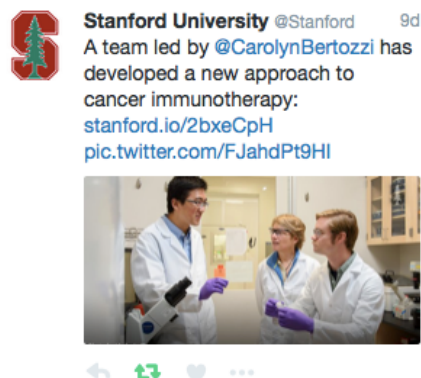 Stanford University @Stanford 9d
A team led by @CarolynBertozzi has
developed a new approach to
cancer immunotherapy:
stanford.io/2bxeCpH
pic.twitter.com/FJahdPt9HI